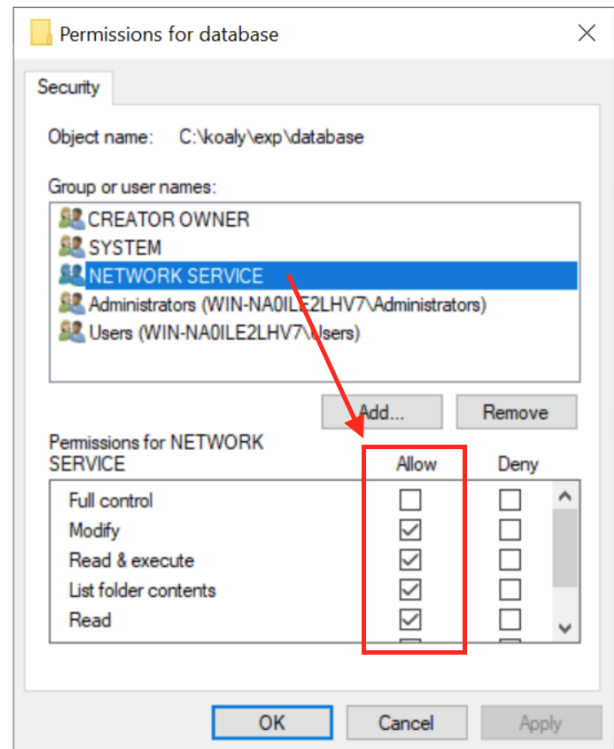 Permissions for database
Security
Object name: C:\koaly\exp\database
Group or user names:
CREATOR OWNER
SYSTEM
NETWORK SERVICE
Administrators (WIN-NA0ILE2LHV7\Administrators)
Users (WIN-NA0ILE2LHV7\Users)
Add... Remove
Permissions for NETWORK
SERVICE Allow Deny
Full control
Modify
Read & execute
List folder contents
Read
OK Cancel Apply